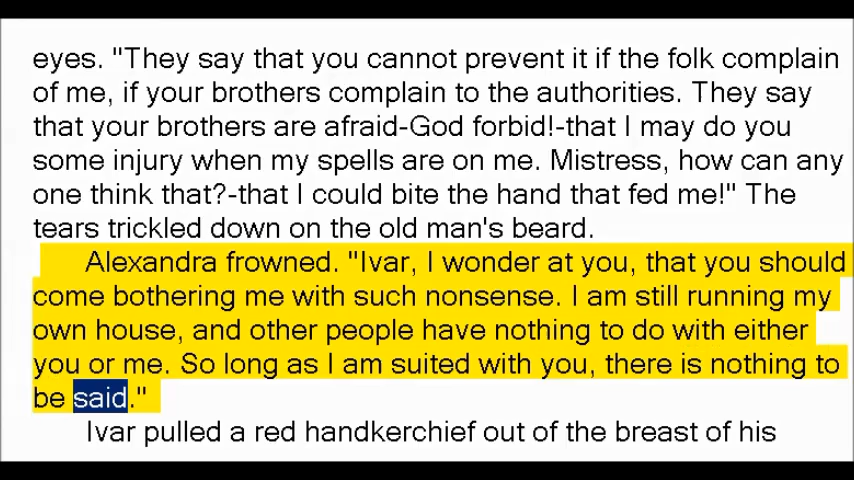 eyes. "They say that you cannot prevent it if the folk complain
of me, if your brothers complain to the authorities. They say
that your brothers are afraid-God forbid!-that I may do you
some injury when my spells are on me. Mistress, how can any
one think that?-that I could bite the hand that fed me!" The
tears trickled down on the old man's beard.
Alexandra frowned. "Ivar, I wonder at you, that you should
come bothering me with such nonsense. I am still running my
own house, and other people have nothing to do with either
you or me. So long as I am suited with you, there is nothing to
be said."
Ivar pulled a red handkerchief out of the breast of his